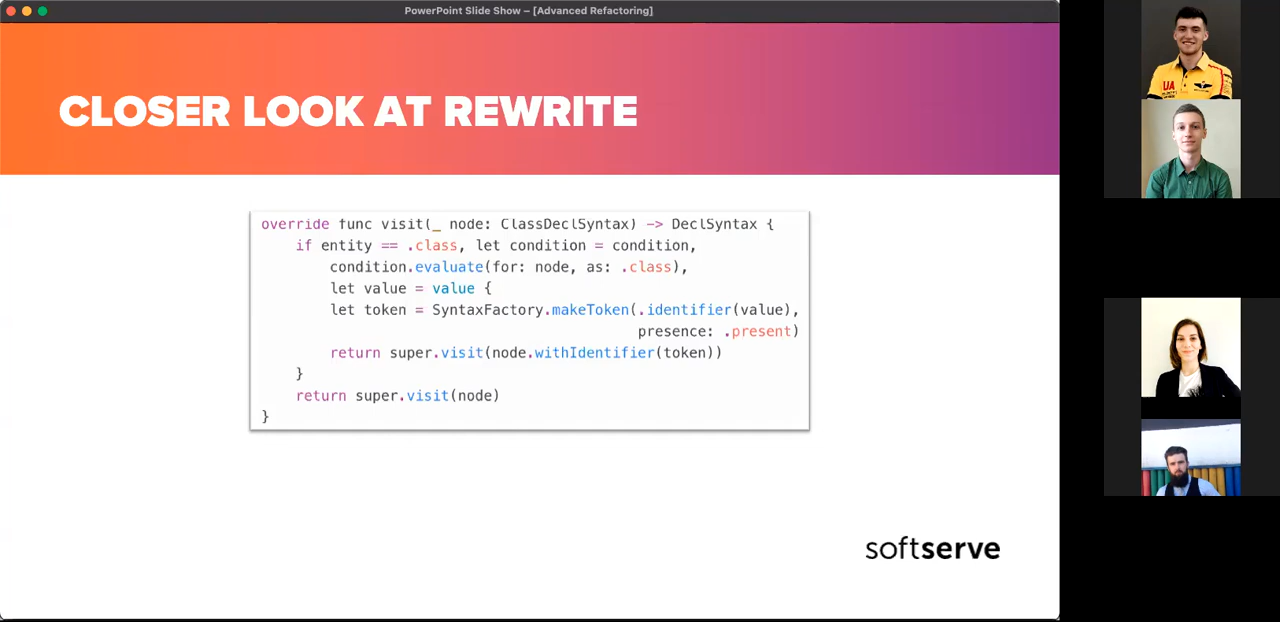 PowerPoint Slide Show – [Advanced Refactoring]
CLOSER LOOK AT REWRITE
override func visit(_ node: ClassDeclSyntax) -> DeclSyntax {
if entity == .class, let condition = condition,
condition.evaluate(for: node, as: .class),
let value = value {
let token = SyntaxFactory.makeToken(.identifier(value),
presence: .present)
return super.visit(node.withIdentifier(token))
}
return super.visit(node)
}
softserve
UA